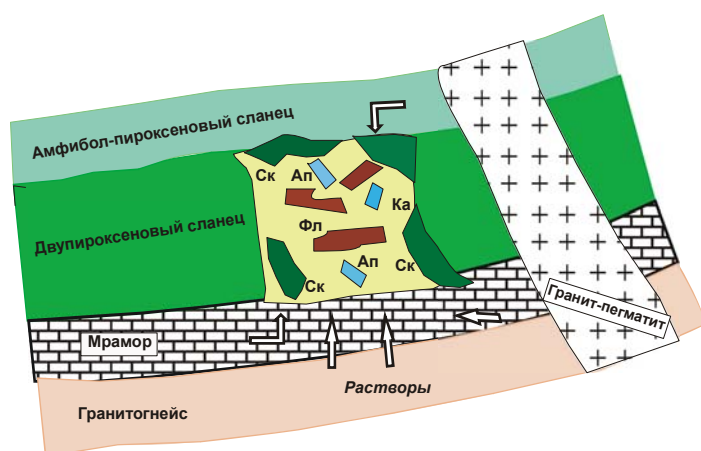 Амфибол-пироксеновый сланец
Ск
Ап
Ка
Двупироксеновый сланец
Фл
Ап
Ск
Ск
Гранит-пегматит
Мрамор
Растворы
Гранитогнейс